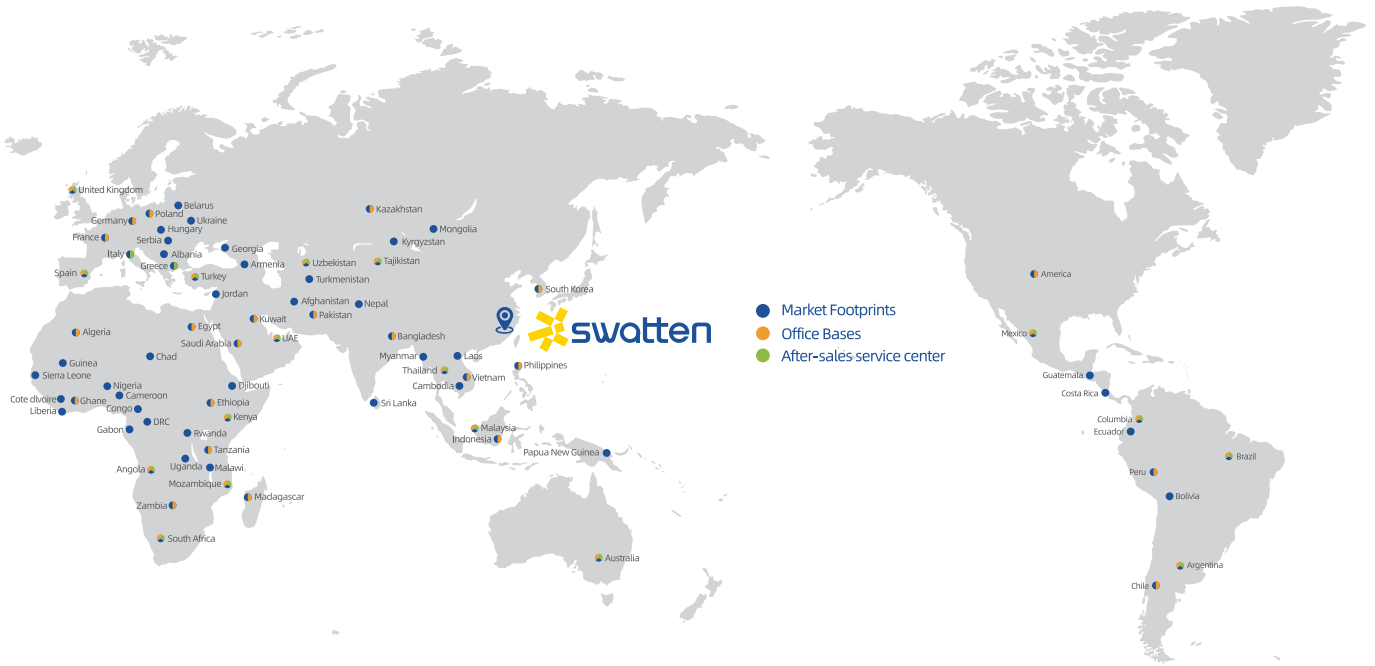 United Kingdom
Belarus
Poland
Germany
Ukraine
Hungary
France
Serbia
Italy
Albania
Greece
Spain
Turkey
Georgia
Armenia
Jordan
Kazakhstan
Mongolia
Kyrgyzstan
Uzbekistan
Tajikistan
Turkmenistan
Afghanistan
Nepal
Pakistan
South Korea
swatten
Kuwait
Egypt
Algeria
Saudi Arabia
UAE
Bangladesh
Chad
Guinea
Sierra Leone
Myanmar
Laos
Thailand
Philippines
Vietnam
Cambodia
Nigeria
Djibouti
Cameroon
Cote dIvoire
Ghane
Congo
Ethiopia
Liberia
Kenya
Sri Lanka
DRC
Gabon
Rwanda
Malaysia
Indonesia
Tanzania
Papua New Guinea
Uganda
Malawi
Angola
Mozambique
Madagascar
Zambia
South Africa
Australia
Market Footprints
Office Bases
After-sales service center
America
Mexico
Guatemala
Costa Rica
Columbia
Ecuador
Brazil
Peru
Bolivia
Argentina
Chile